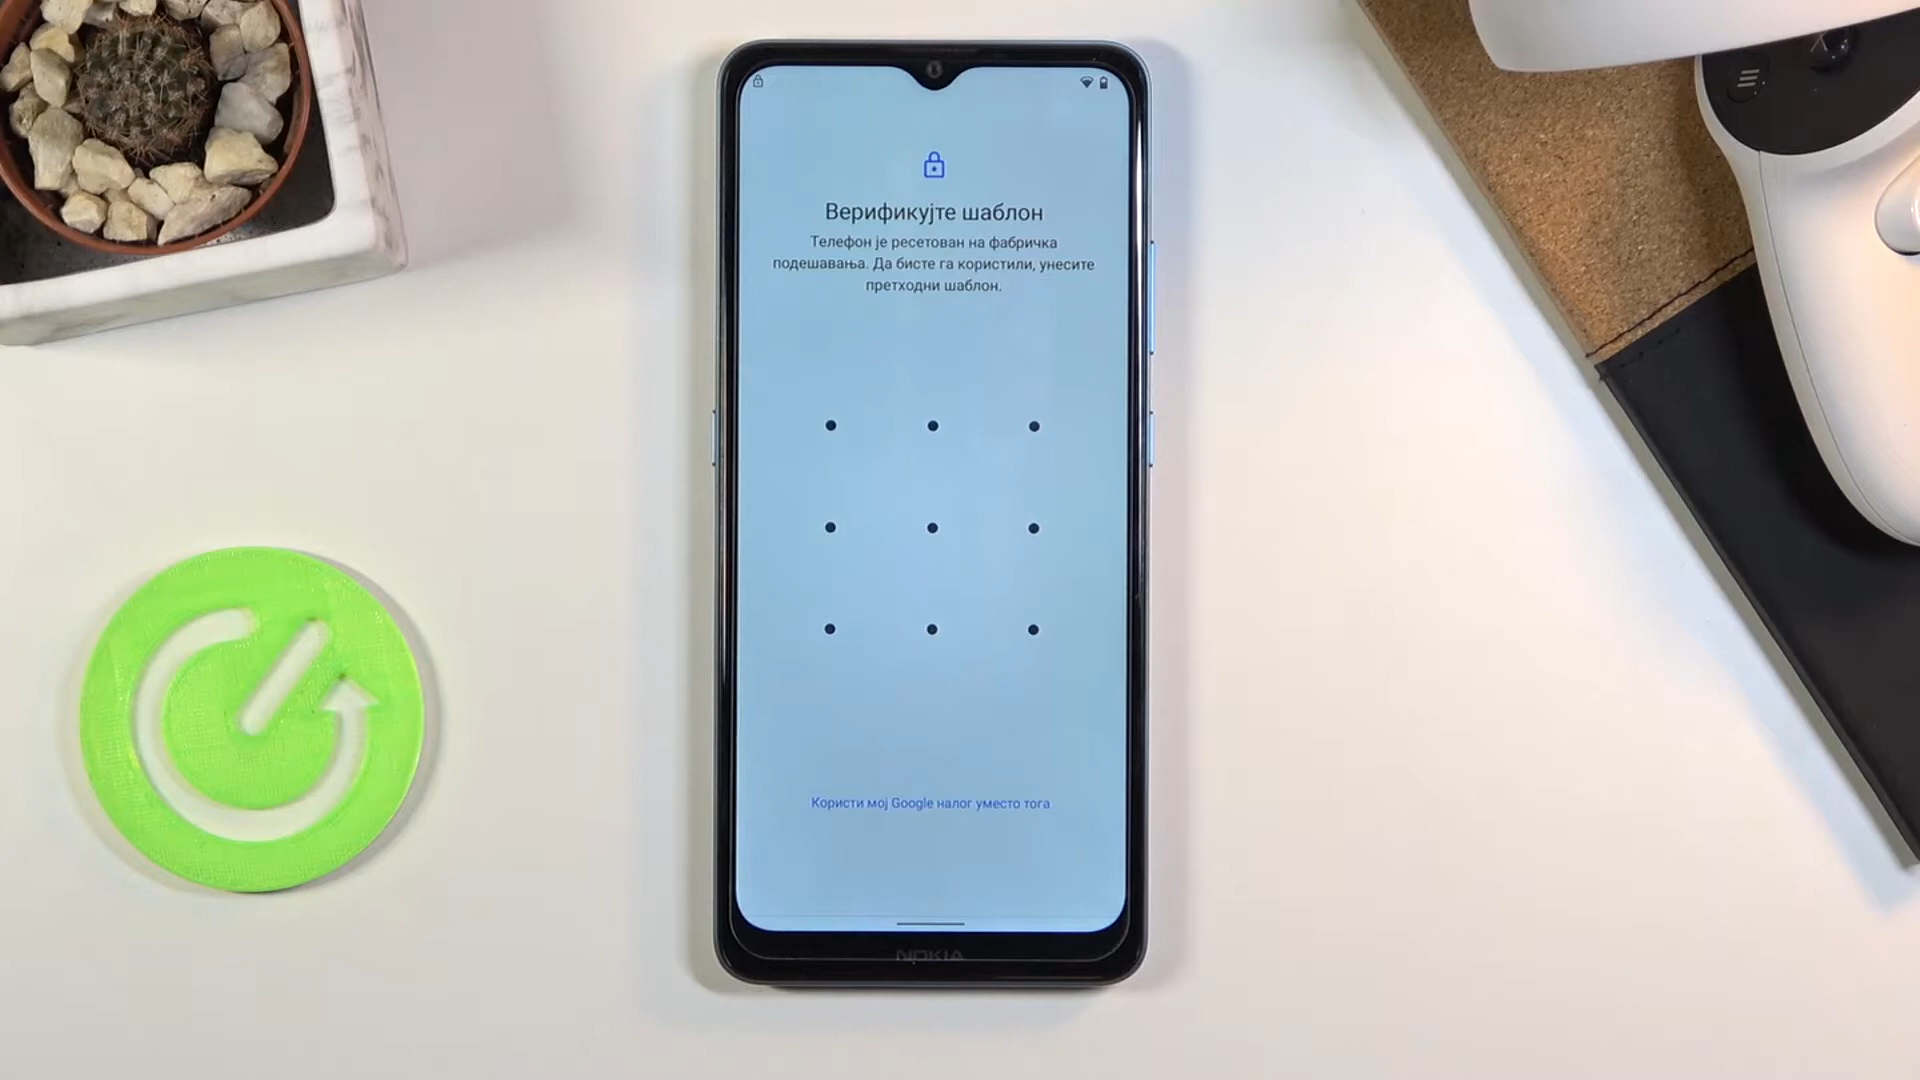 Верификујте шаблон
Телефон је ресетован на фабричка
подешавања. Да бисте га користили, унесите
претходни шаблон.
Користи мој Google налог уместо тога
NOKIA